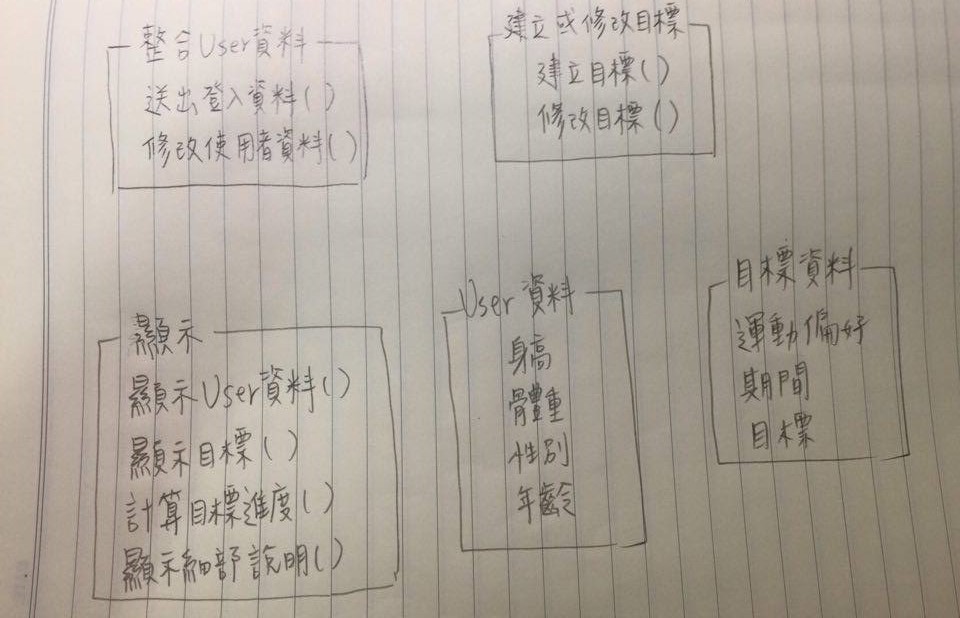 整合User資料
送出登入資料()
修改使用者資料()
建立或修改目標
建立目標()
修改目標()
顯示
顯示User資料()
顯示目標()
計算目標進度()
顯示細部說明()
User資料
身高
體重
性別
年齡
目標資料
運動偏好
期間
目標